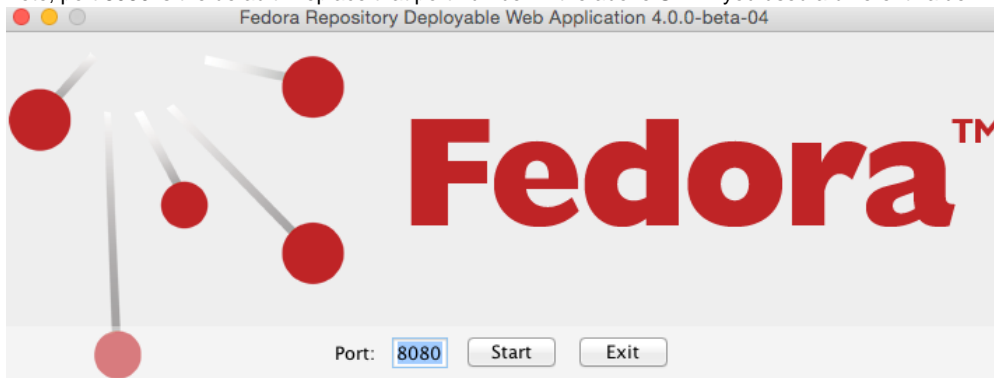 Fedora Repository Deployable Web Application 4.0.0-beta-04
Fedora™
Port: 8080 Start Exit